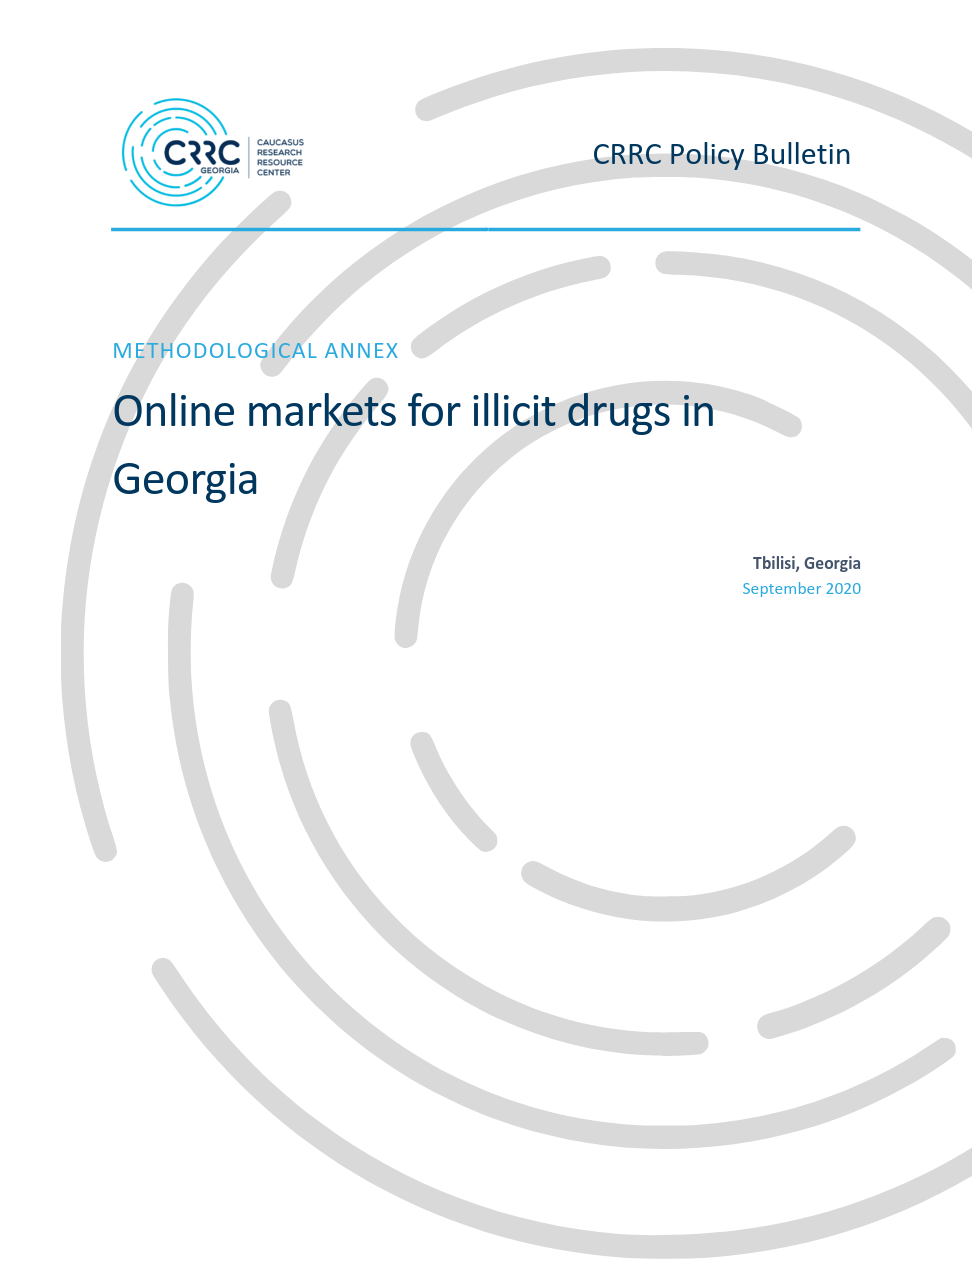 CRRC
GEORGIA
CAUCASUS
RESEARCH
RESOURCE
CENTER
CRRC Policy Bulletin
METHODOLOGICAL ANNEX
Online markets for illicit drugs in
Georgia
Tbilisi, Georgia
September 2020